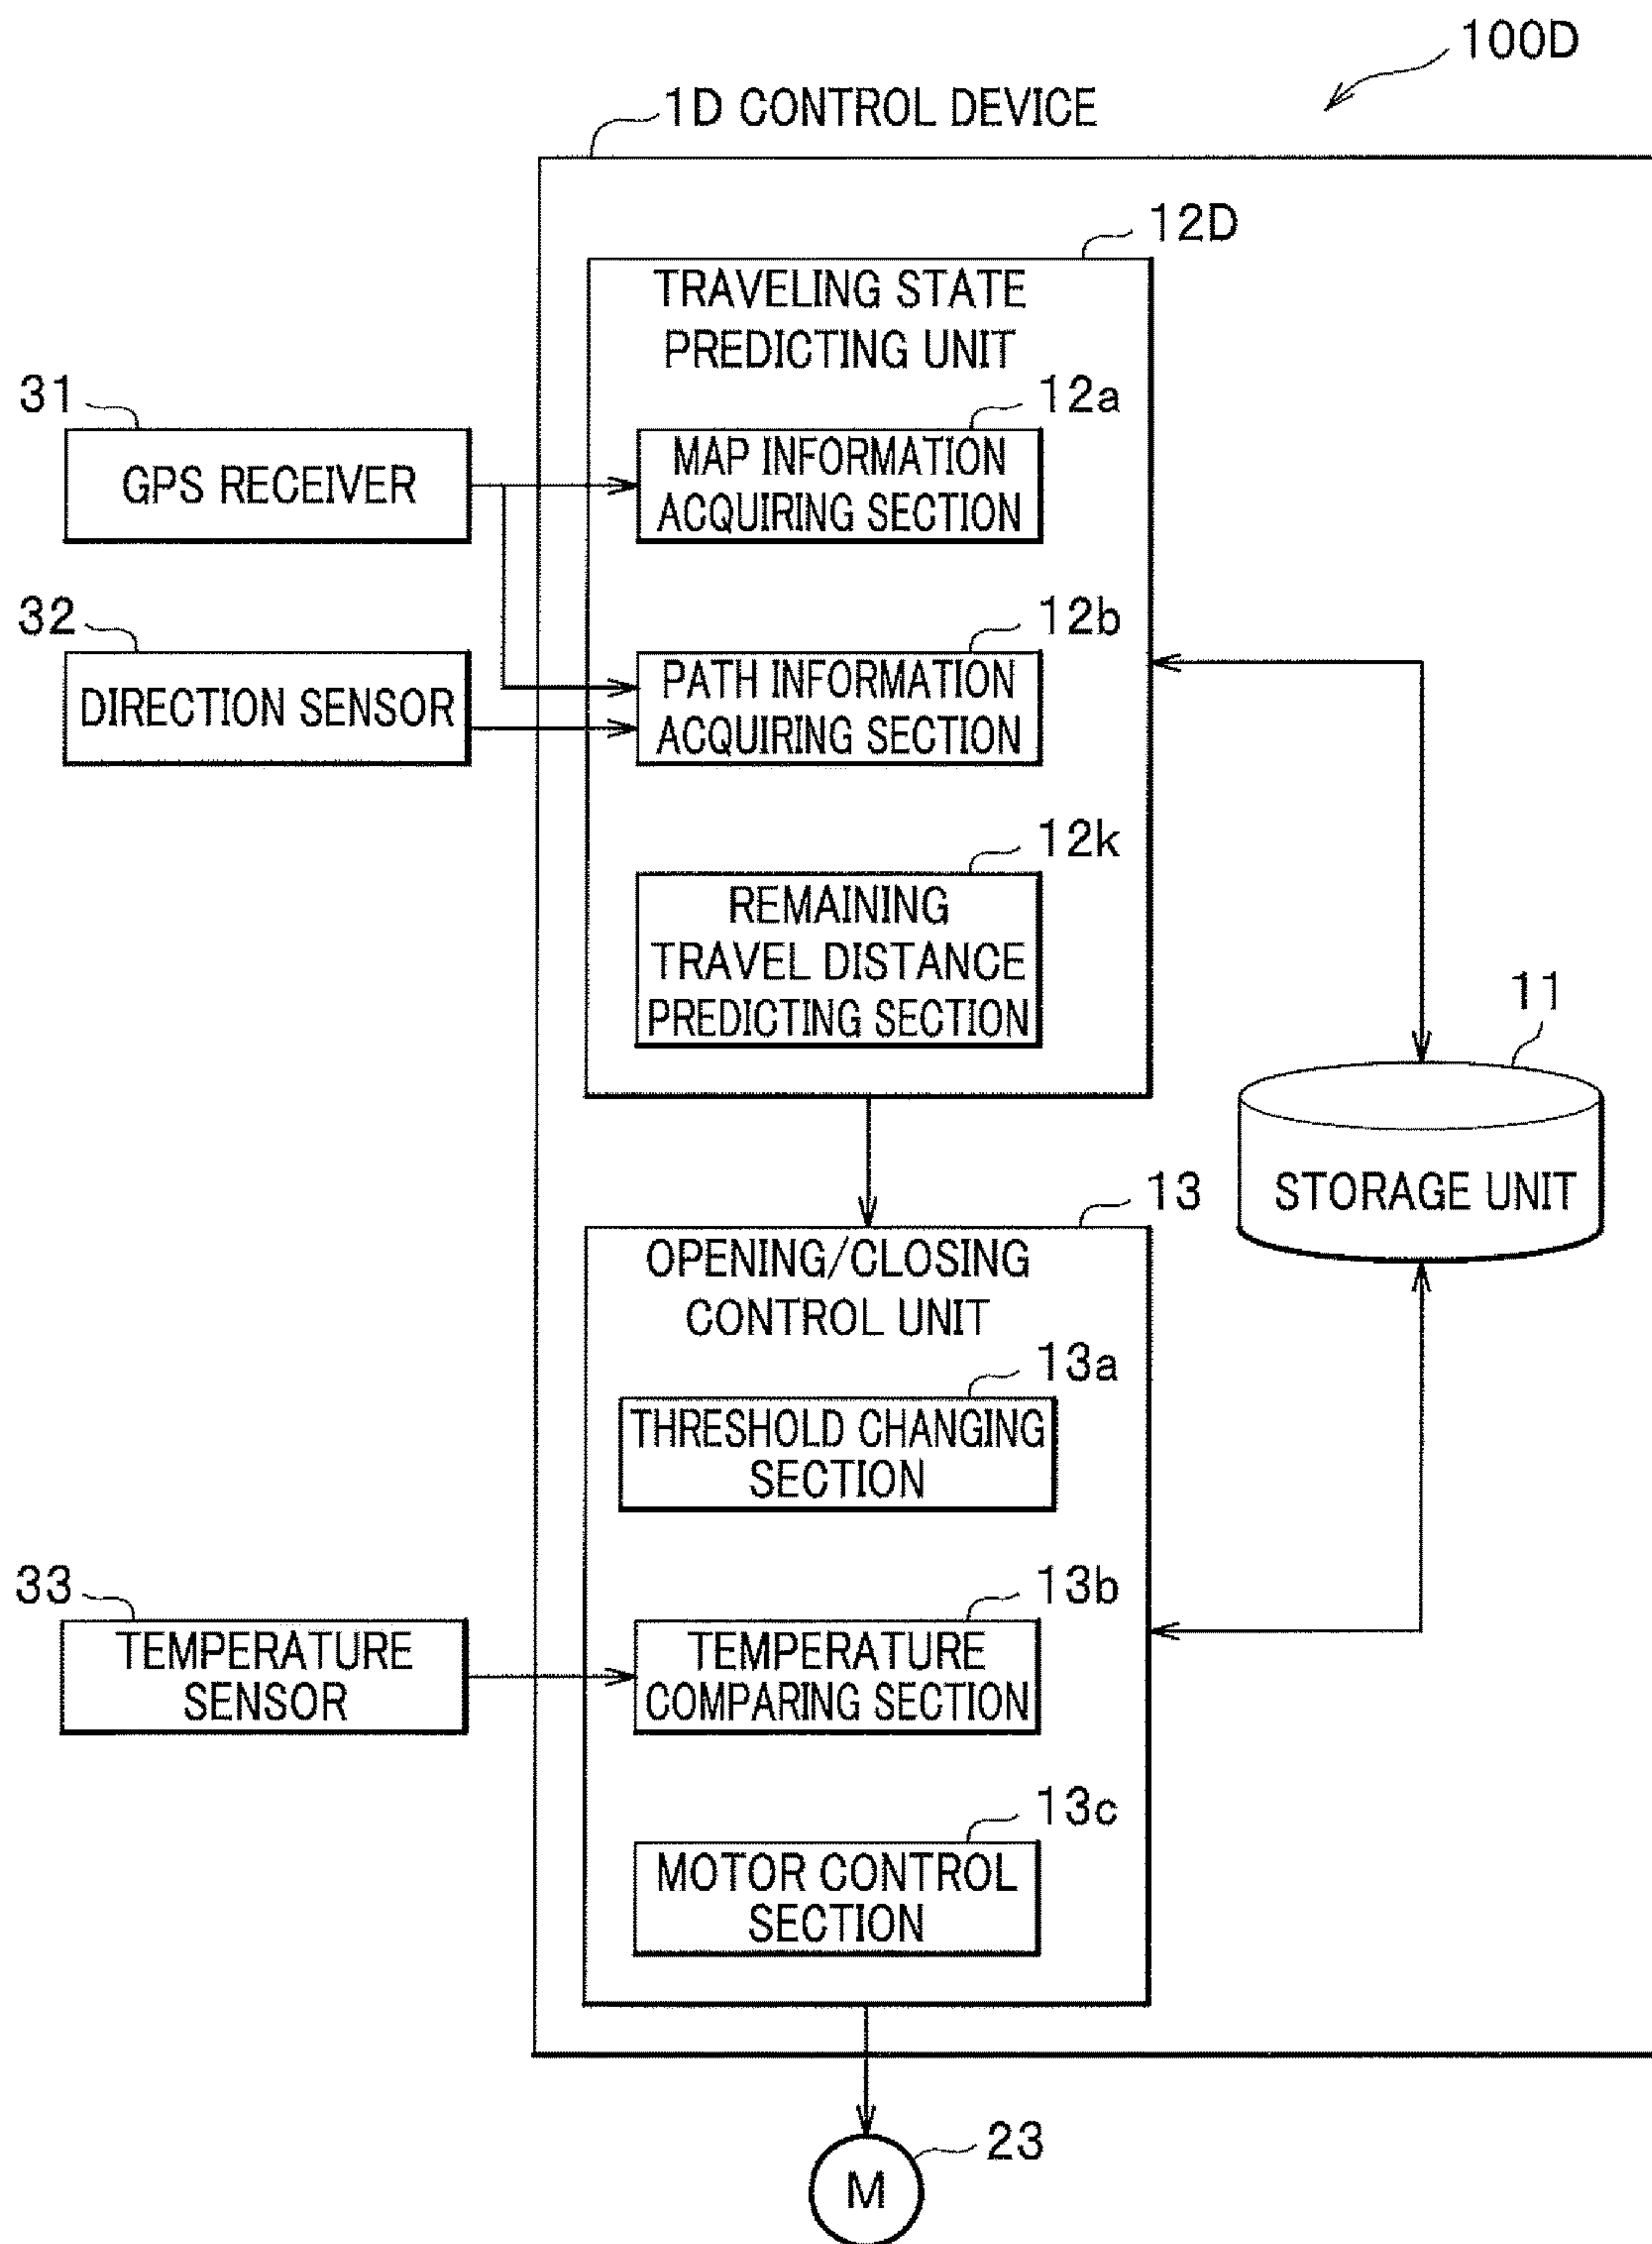 100D
1D CONTROL DEVICE
12D
TRAVELING STATE
PREDICTING UNIT
31
GPS RECEIVER
12a
MAP INFORMATION
ACQUIRING SECTION
32
DIRECTION SENSOR
12b
PATH INFORMATION
ACQUIRING SECTION
12k
REMAINING
TRAVEL DISTANCE
PREDICTING SECTION
11
STORAGE UNIT
13
OPENING/CLOSING
CONTROL UNIT
13a
THRESHOLD CHANGING
SECTION
33
TEMPERATURE
SENSOR
13b
TEMPERATURE
COMPARING SECTION
13c
MOTOR CONTROL
SECTION
23
M